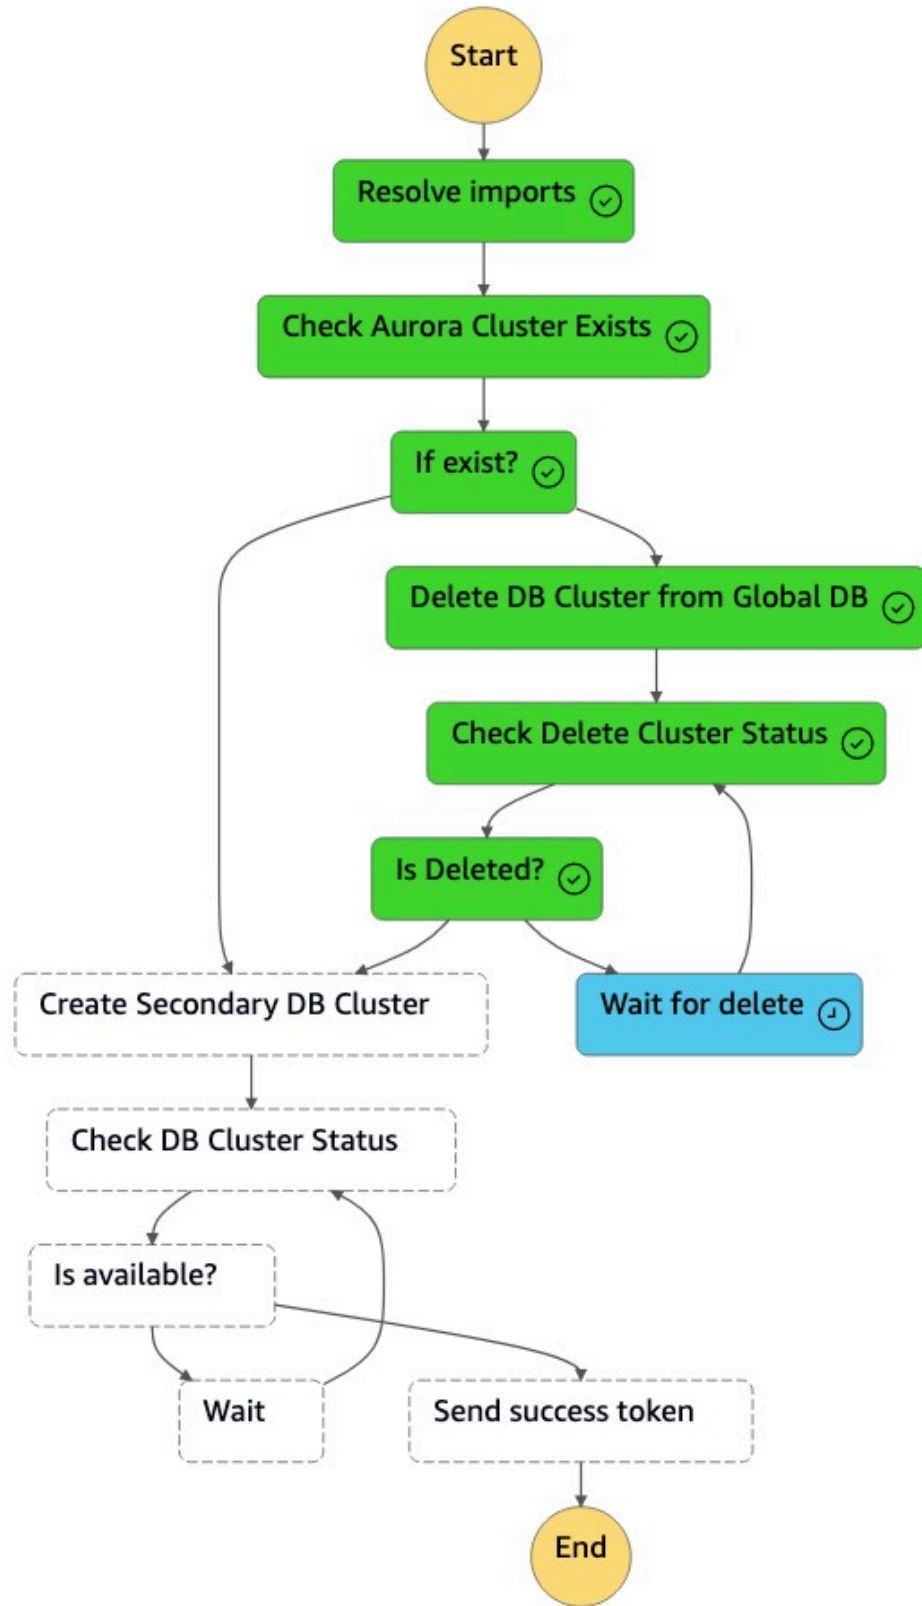 Start
Resolve imports
Check Aurora Cluster Exists
If exist?
Delete DB Cluster from Global DB
Check Delete Cluster Status
Is Deleted?
Create Secondary DB Cluster
Wait for delete
Check DB Cluster Status
Is available?
Wait
Send success token
End